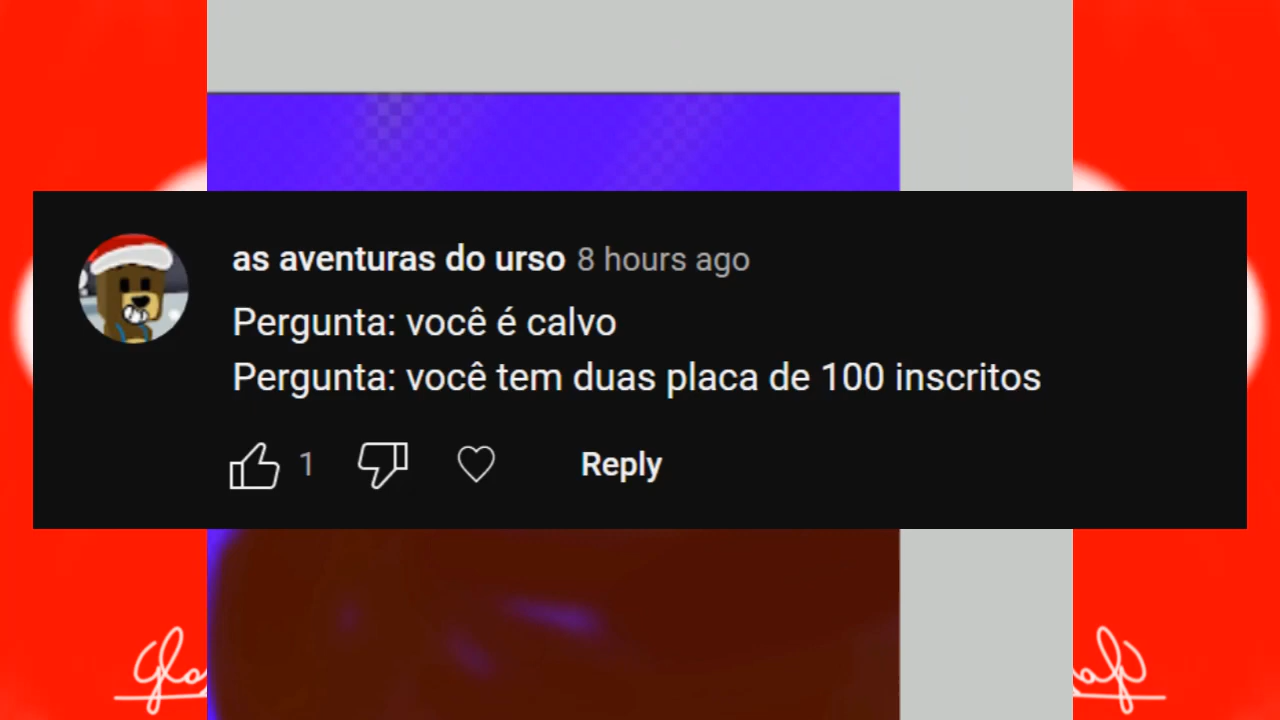 as aventuras do urso 8 hours ago
Pergunta: você é calvo
Pergunta: você tem duas placa de 100 inscritos
1 Reply